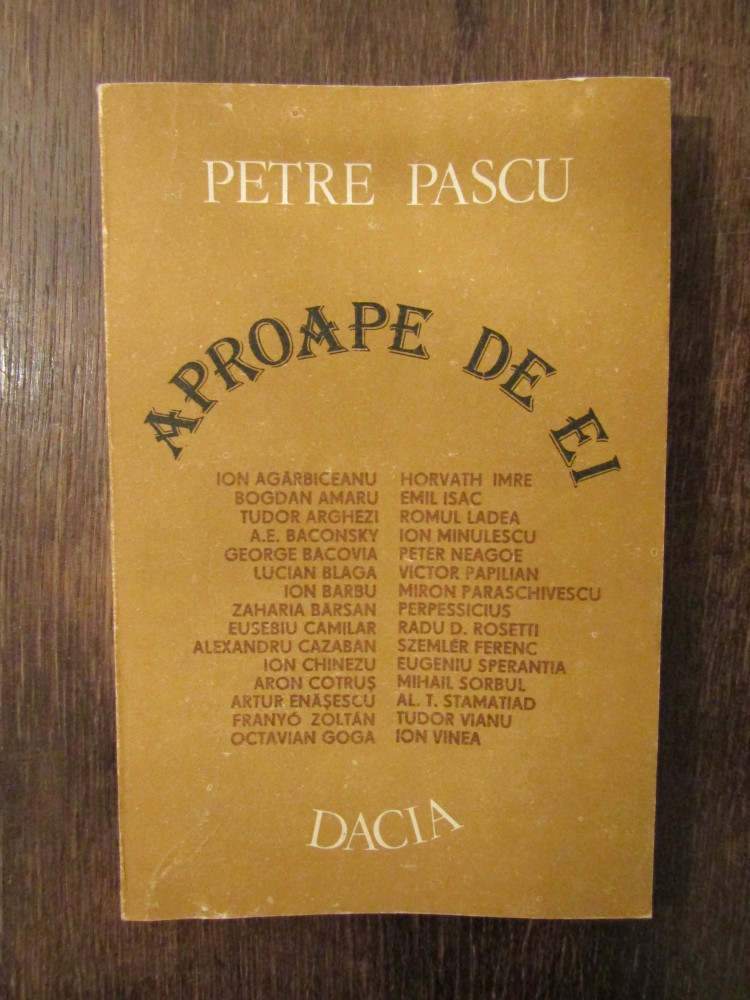 PETRE PASCU
APROAPE DE EI
ION AGÂRBICEANU
BOGDAN AMARU
TUDOR ARGHEZI
A.E. BACONSKY
GEORGE BACOVIA
LUCIAN BLAGA
ION BARBU
ZAHARIA BÂRSAN
EUSEBIU CAMILAR
ALEXANDRU CAZABAN
ION CHINEZU
ARON COTRUȘ
ARTUR ENĂȘESCU
FRANYÓ ZOLTÁN
OCTAVIAN GOGA
HORVATH IMRE
EMIL ISAC
ROMUL LADEA
ION MINULESCU
PETER NEAGOE
VICTOR PAPILIAN
MIRON PARASCHIVESCU
PERPESSICIUS
RADU D. ROSETTI
SZEMLÉR FERENC
EUGENIU SPERANTIA
MIHAIL SORBUL
AL. T. STAMATIAD
TUDOR VIANU
ION VINEA
DACIA